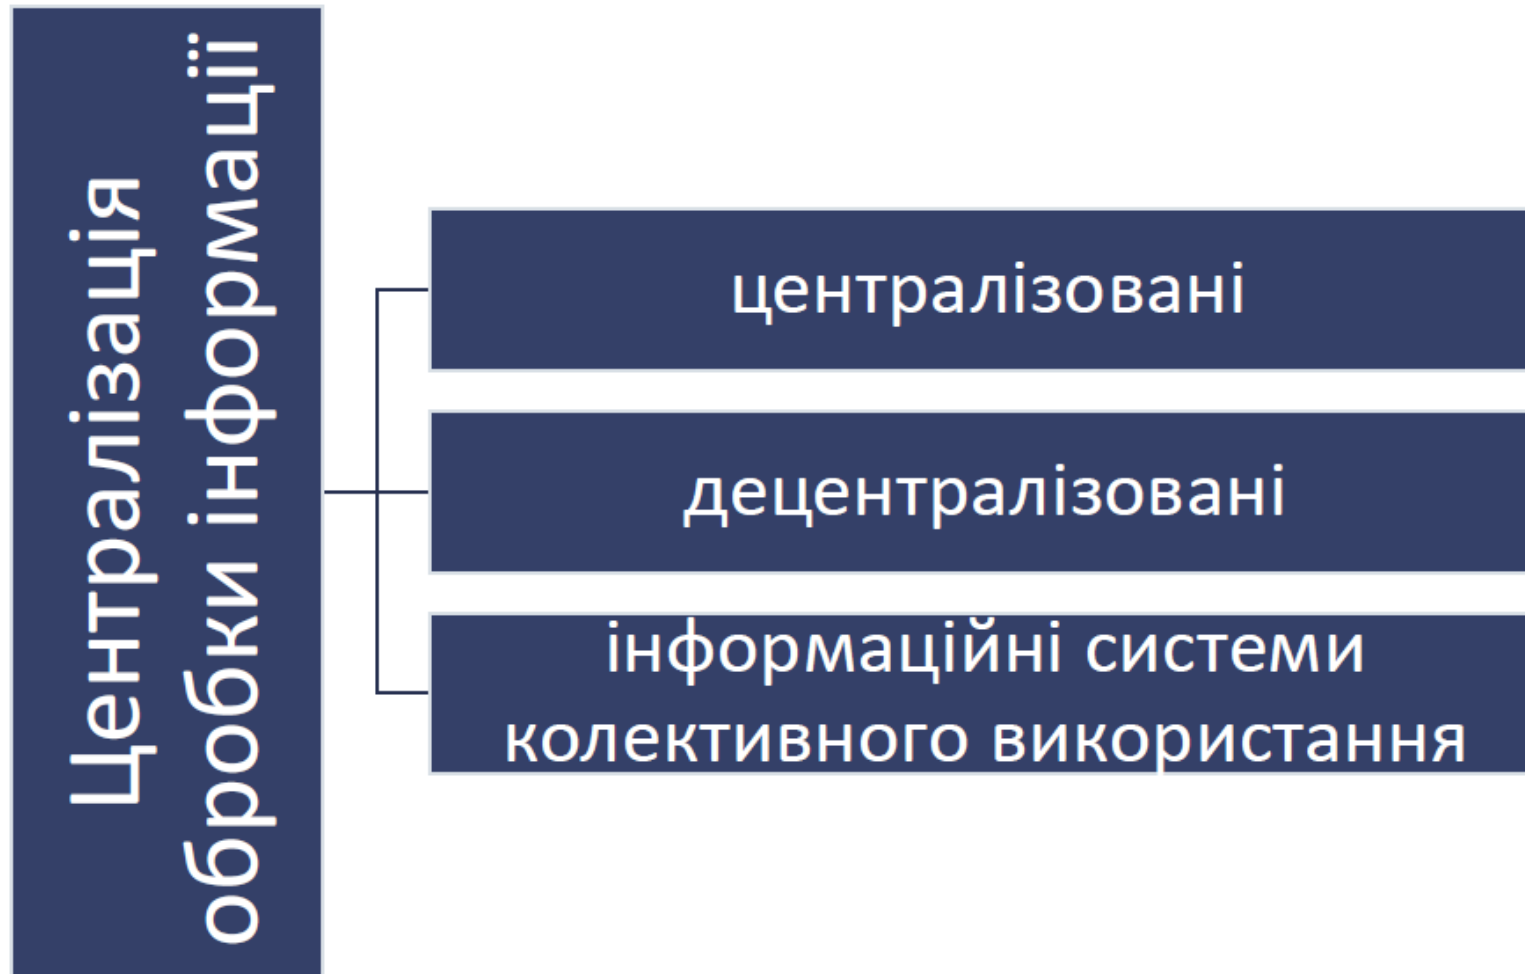 Централізація
обробки інформації
централізовані
децентралізовані
інформаційні системи
колективного використання